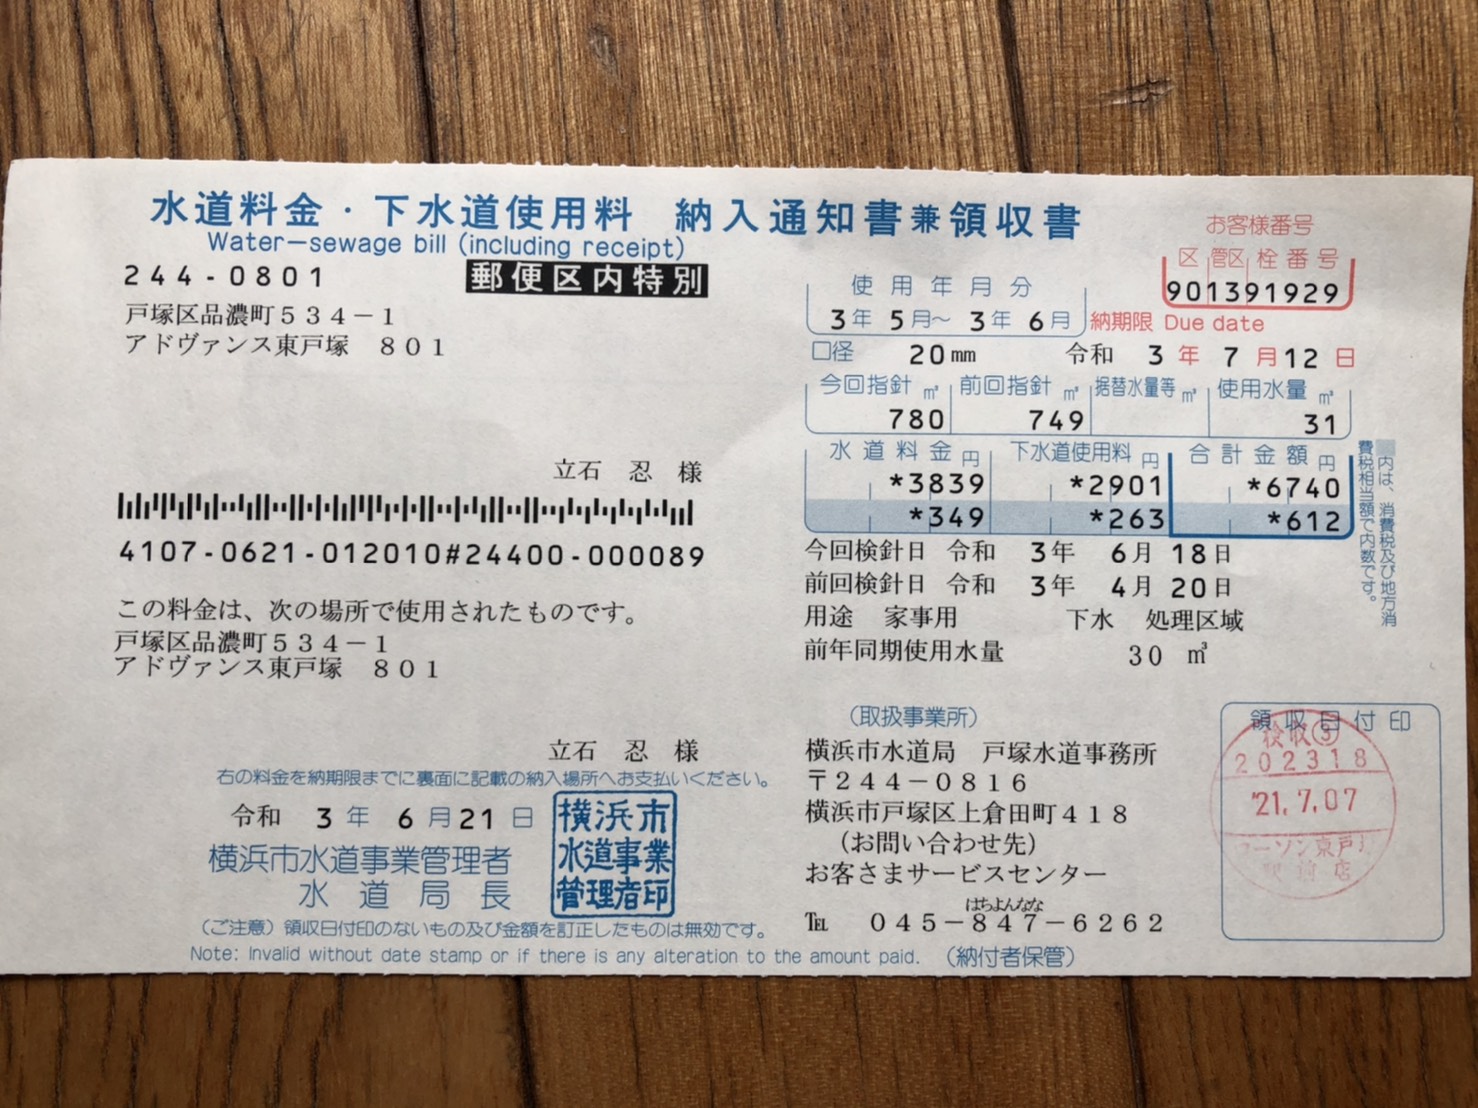 水道料金・下水道使用料 納入通知書兼領収書
Water-sewage bill (including receipt)
244-0801
郵便区内特別
戸塚区品濃町534-1
アドヴァンス東戸塚 801
立石 忍 様
4107-0621-012010#24400-000089
この料金は、次の場所で使用されたものです。
戸塚区品濃町534-1
アドヴァンス東戸塚 801
立石 忍 様
右の料金を納期限までに裏面に記載の納入場所へお支払いください。
令和 3年 6月21日
横浜市水道事業管理者
水道局長
横浜市
水道事業
管理者印
(ご注意)領収日付印のないもの及び金額を訂正したものは無効です。
Note: Invalid without date stamp or if there is any alteration to the amount paid. (納付者保管)
お客様番号
区 管区 栓番号
901391929
使用年月分
3年 5月~ 3年 6月
納期限 Due date
口径 20mm 令和 3年 7月12日
今回指針㎥ 前回指針㎥ 据替水量等㎥ 使用水量㎥
780 749 31
水道料金円 下水道使用料円 合計金額円
*3839 *2901 *6740
*349 *263 *612
内は、消費税及び地方消
費税相当額で内数です。
今回検針日 令和 3年 6月 18日
前回検針日 令和 3年 4月 20日
用途 家事用 下水 処理区域
前年同期使用水量 30 ㎥
(取扱事業所)
横浜市水道局 戸塚水道事務所
〒244-0816
横浜市戸塚区上倉田町418
(お問い合わせ先)
お客さまサービスセンター
はちよんなな
℡ 045-847-6262
領収日付印
検収③
202318
'21.7.07
ーソン東戸
駅前店